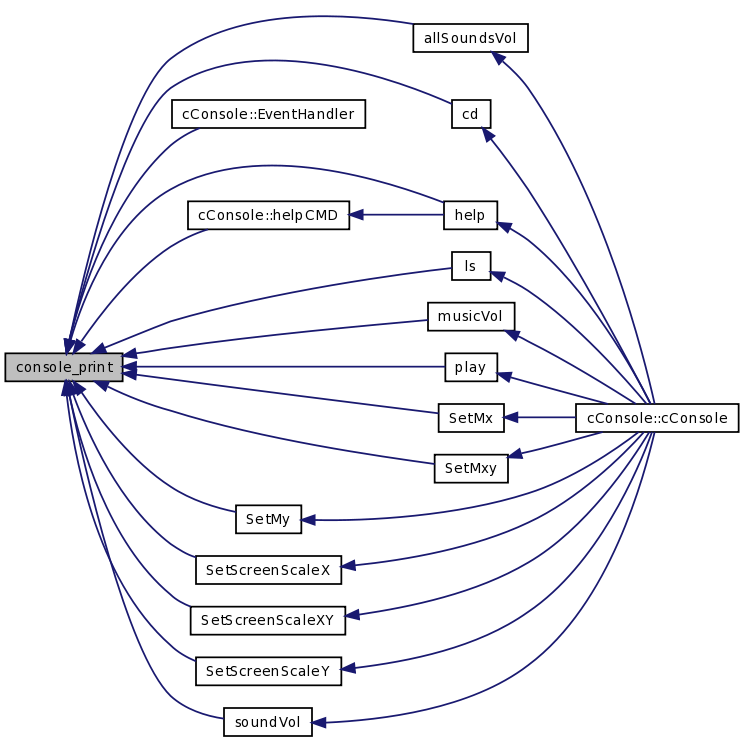 allSoundsVol
cConsole::EventHandler
cd
cConsole::helpCMD
help
ls
musicVol
console_print
play
SetMx
cConsole::cConsole
SetMxy
SetMy
SetScreenScaleX
SetScreenScaleXY
SetScreenScaleY
soundVol